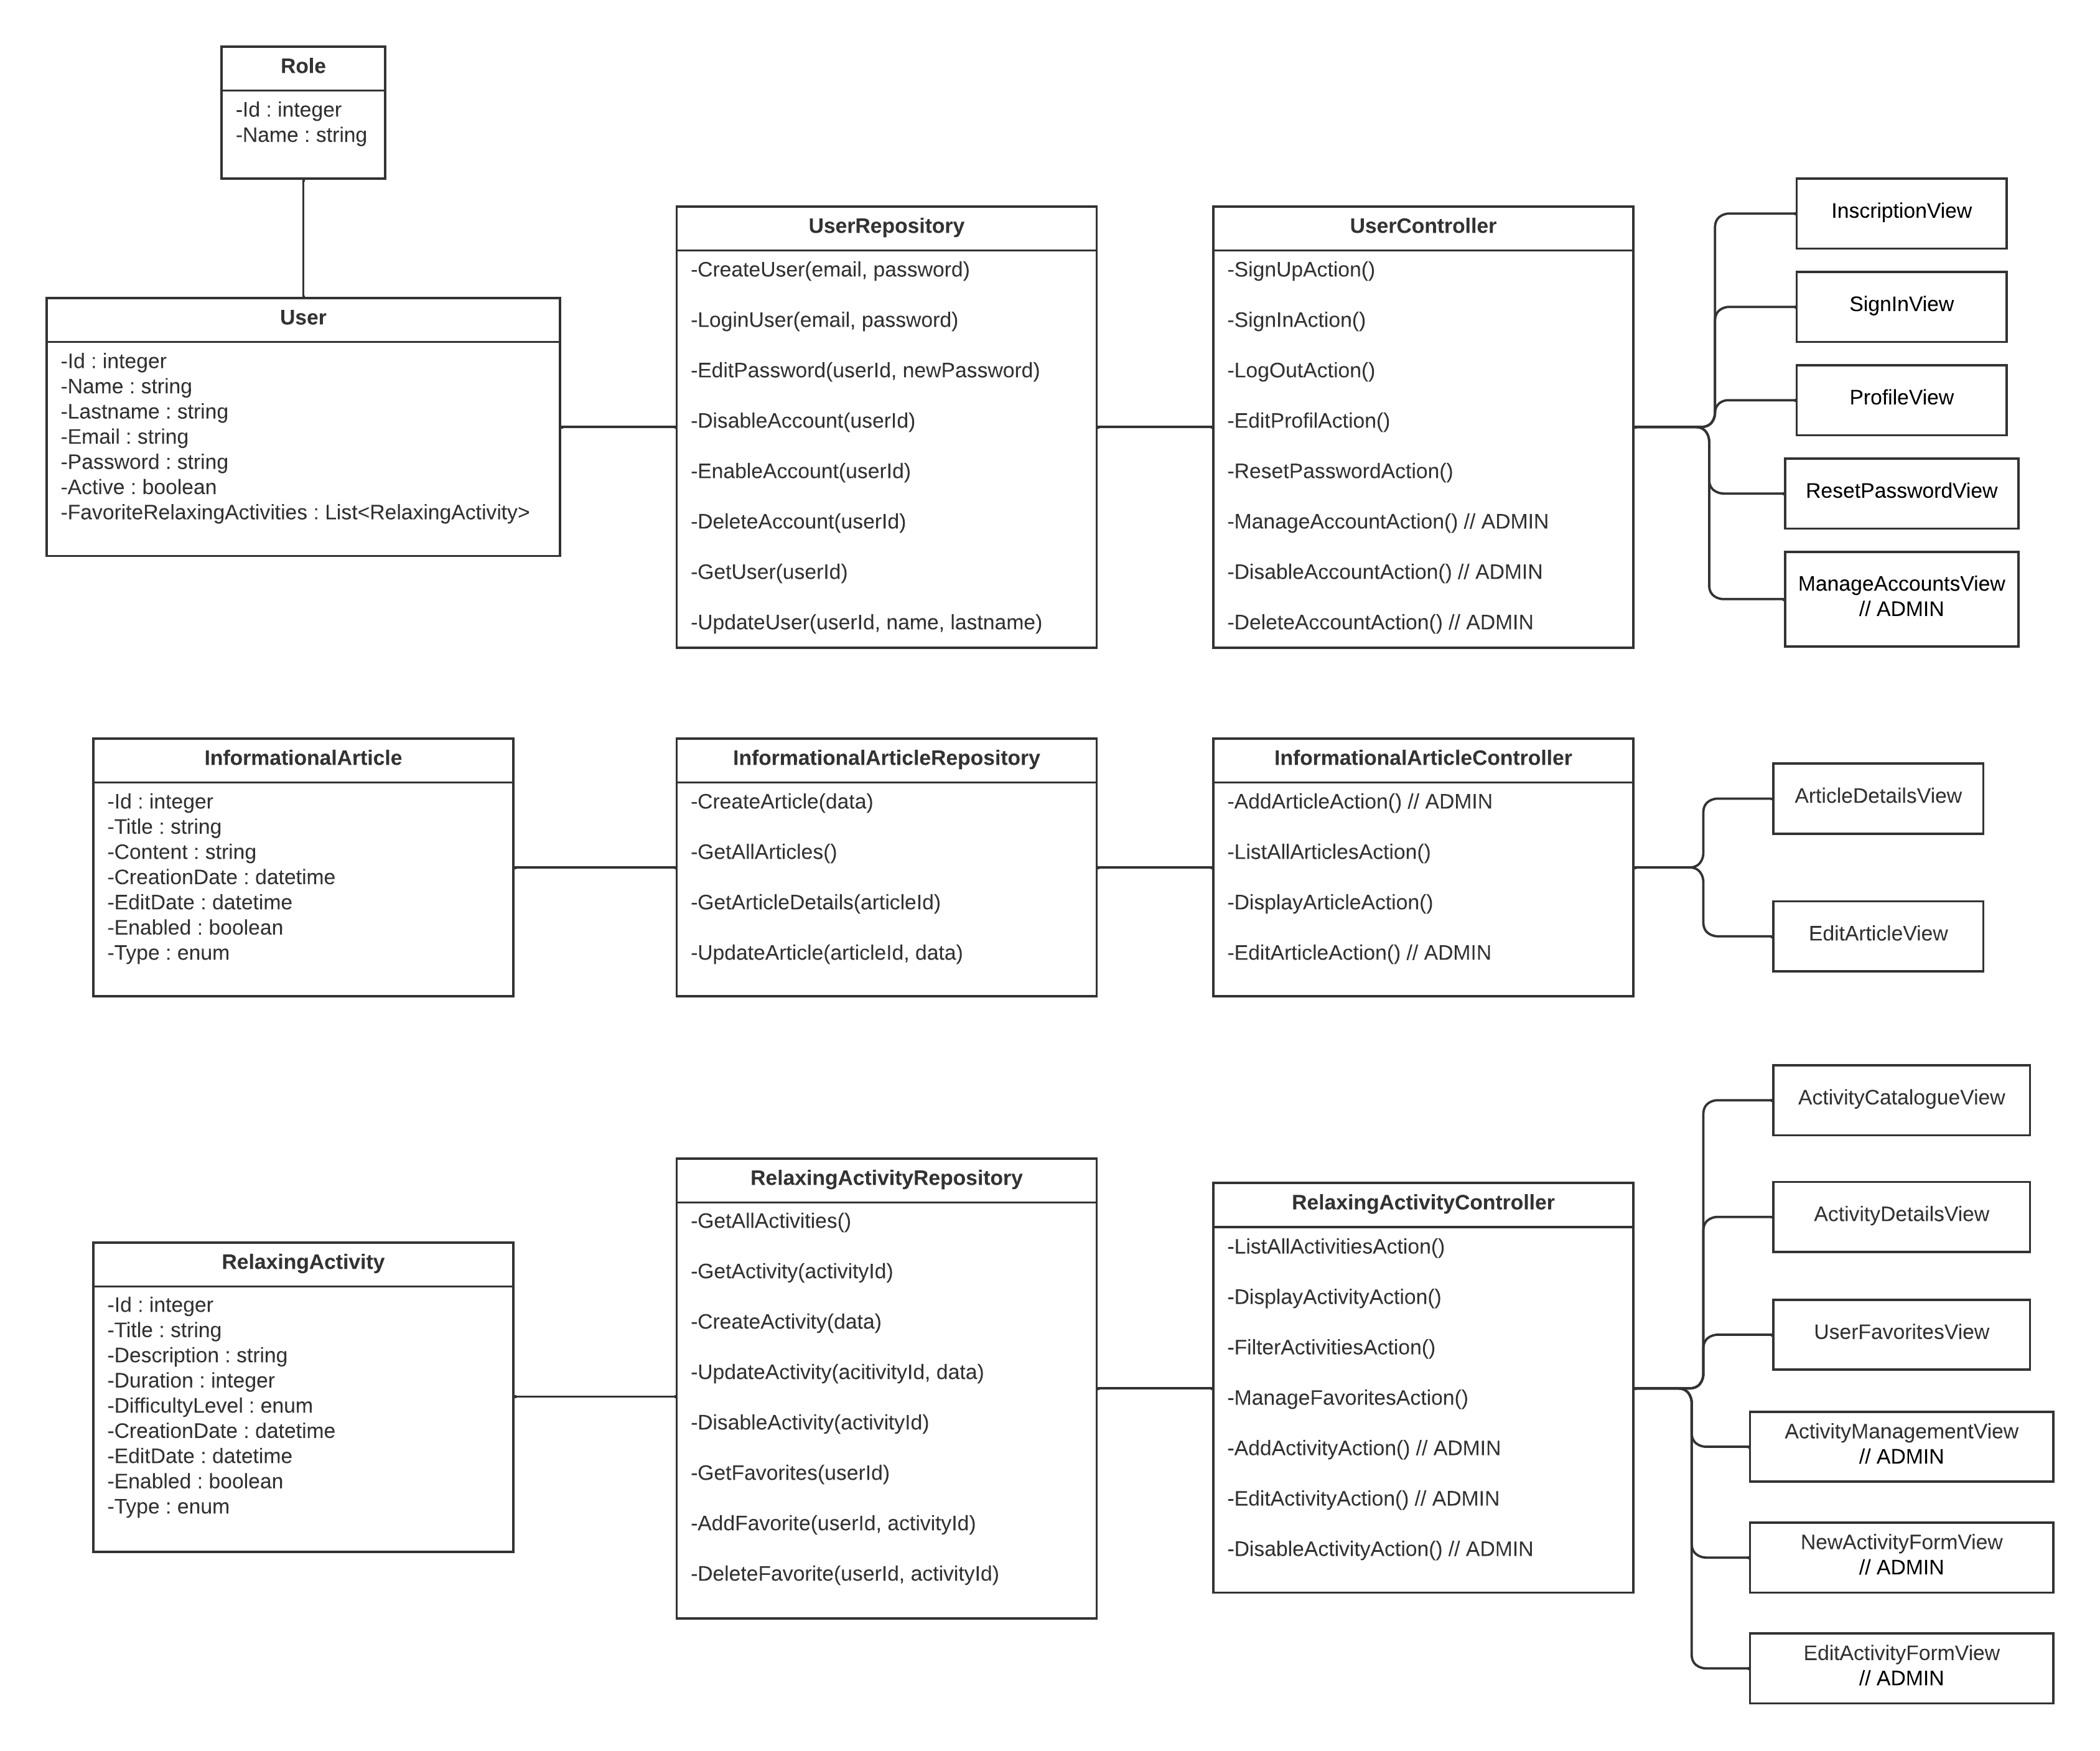 Role
-Id : integer
-Name : string
User
-Id : integer
-Name : string
-Lastname : string
-Email : string
-Password : string
-Active : boolean
-FavoriteRelaxingActivities : List<RelaxingActivity>
UserRepository
-CreateUser(email, password)
-LoginUser(email, password)
-EditPassword(userId, newPassword)
-DisableAccount(userId)
-EnableAccount(userId)
-DeleteAccount(userId)
-GetUser(userId)
-UpdateUser(userId, name, lastname)
UserController
-SignUpAction()
-SignInAction()
-LogOutAction()
-EditProfilAction()
-ResetPasswordAction()
-ManageAccountAction() // ADMIN
-DisableAccountAction() // ADMIN
-DeleteAccountAction() // ADMIN
InscriptionView
SignInView
ProfileView
ResetPasswordView
ManageAccountsView
// ADMIN
InformationalArticle
-Id : integer
-Title : string
-Content : string
-CreationDate : datetime
-EditDate : datetime
-Enabled : boolean
-Type : enum
InformationalArticleRepository
-CreateArticle(data)
-GetAllArticles()
-GetArticleDetails(articleId)
-UpdateArticle(articleId, data)
InformationalArticleController
-AddArticleAction() // ADMIN
-ListAllArticlesAction()
-DisplayArticleAction()
-EditArticleAction() // ADMIN
ArticleDetailsView
EditArticleView
RelaxingActivity
-Id : integer
-Title : string
-Description : string
-Duration : integer
-DifficultyLevel : enum
-CreationDate : datetime
-EditDate : datetime
-Enabled : boolean
-Type : enum
RelaxingActivityRepository
-GetAllActivities()
-GetActivity(activityId)
-CreateActivity(data)
-UpdateActivity(acitivityId, data)
-DisableActivity(activityId)
-GetFavorites(userId)
-AddFavorite(userId, activityId)
-DeleteFavorite(userId, activityId)
RelaxingActivityController
-ListAllActivitiesAction()
-DisplayActivityAction()
-FilterActivitiesAction()
-ManageFavoritesAction()
-AddActivityAction() // ADMIN
-EditActivityAction() // ADMIN
-DisableActivityAction() // ADMIN
ActivityCatalogueView
ActivityDetailsView
UserFavoritesView
ActivityManagementView
// ADMIN
NewActivityFormView
// ADMIN
EditActivityFormView
// ADMIN